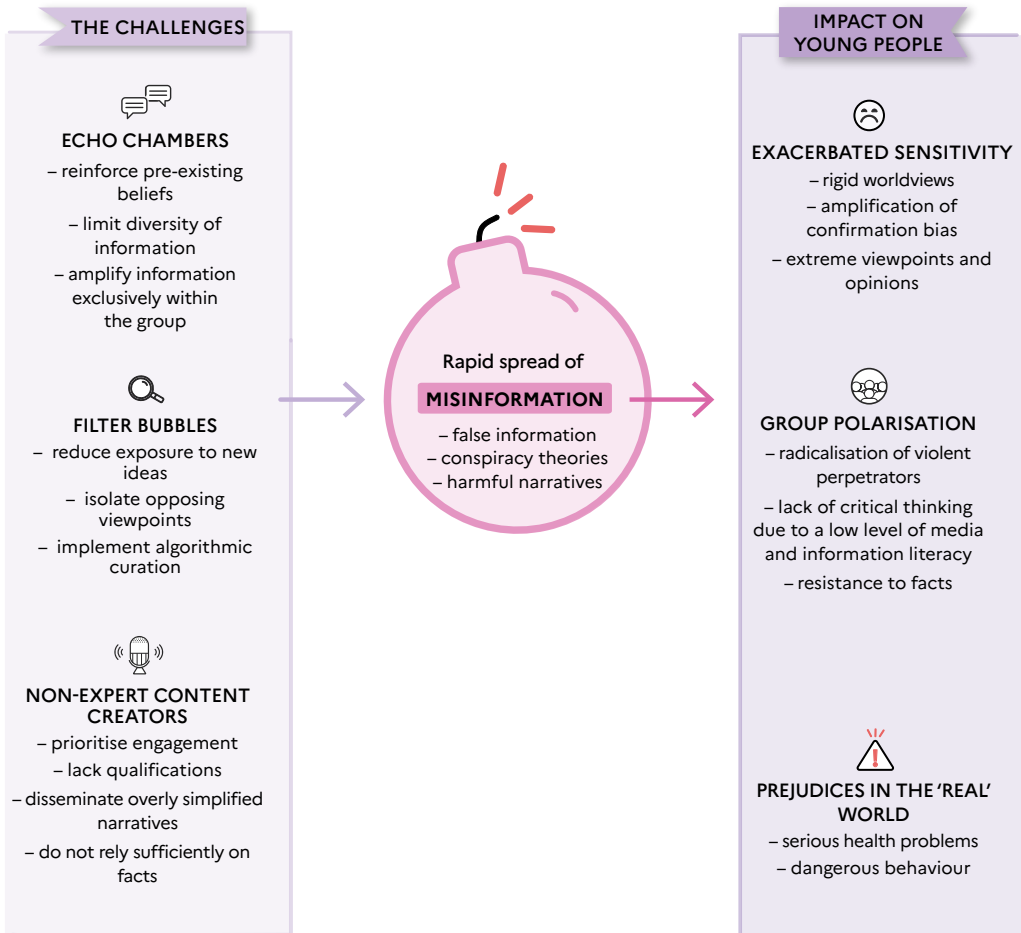 THE CHALLENGES
ECHO CHAMBERS
– reinforce pre-existing
beliefs
– limit diversity of
information
– amplify information
exclusively within
the group
FILTER BUBBLES
– reduce exposure to new
ideas
– isolate opposing
viewpoints
– implement algorithmic
curation
NON-EXPERT CONTENT
CREATORS
– prioritise engagement
– lack qualifications
– disseminate overly simplified
narratives
– do not rely sufficiently on
facts
Rapid spread of
MISINFORMATION
– false information
– conspiracy theories
– harmful narratives
IMPACT ON
YOUNG PEOPLE
EXACERBATED SENSITIVITY
– rigid worldviews
– amplification of
confirmation bias
– extreme viewpoints and
opinions
GROUP POLARISATION
– radicalisation of violent
perpetrators
– lack of critical thinking
due to a low level of media
and information literacy
– resistance to facts
PREJUDICES IN THE ‘REAL’
WORLD
– serious health problems
– dangerous behaviour